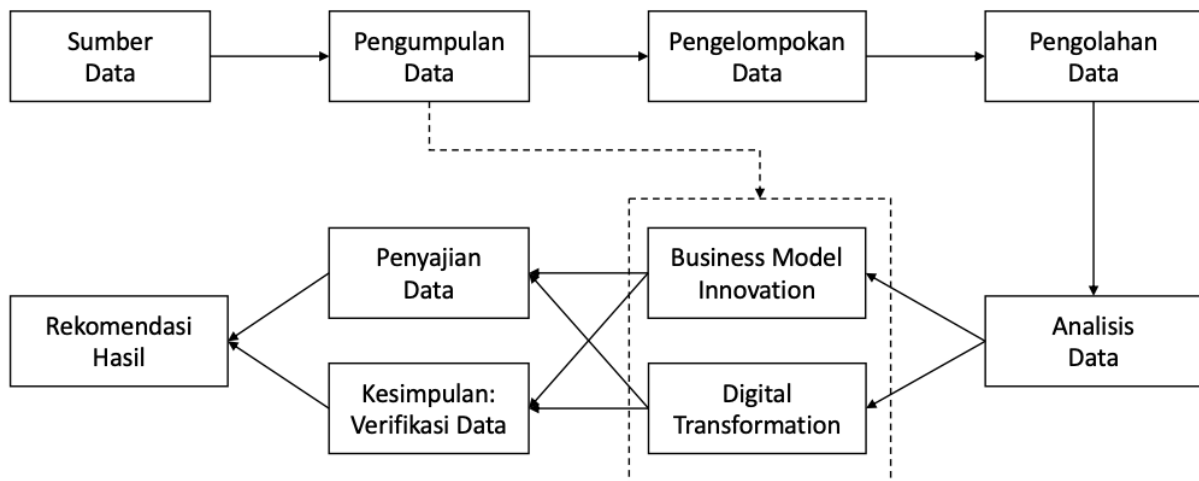 Sumber
Data
Pengumpulan
Data
Pengelompokan
Data
Pengolahan
Data
Penyajian
Data
Business Model
Innovation
Rekomendasi
Hasil
Analisis
Data
Kesimpulan:
Verifikasi Data
Digital
Transformation